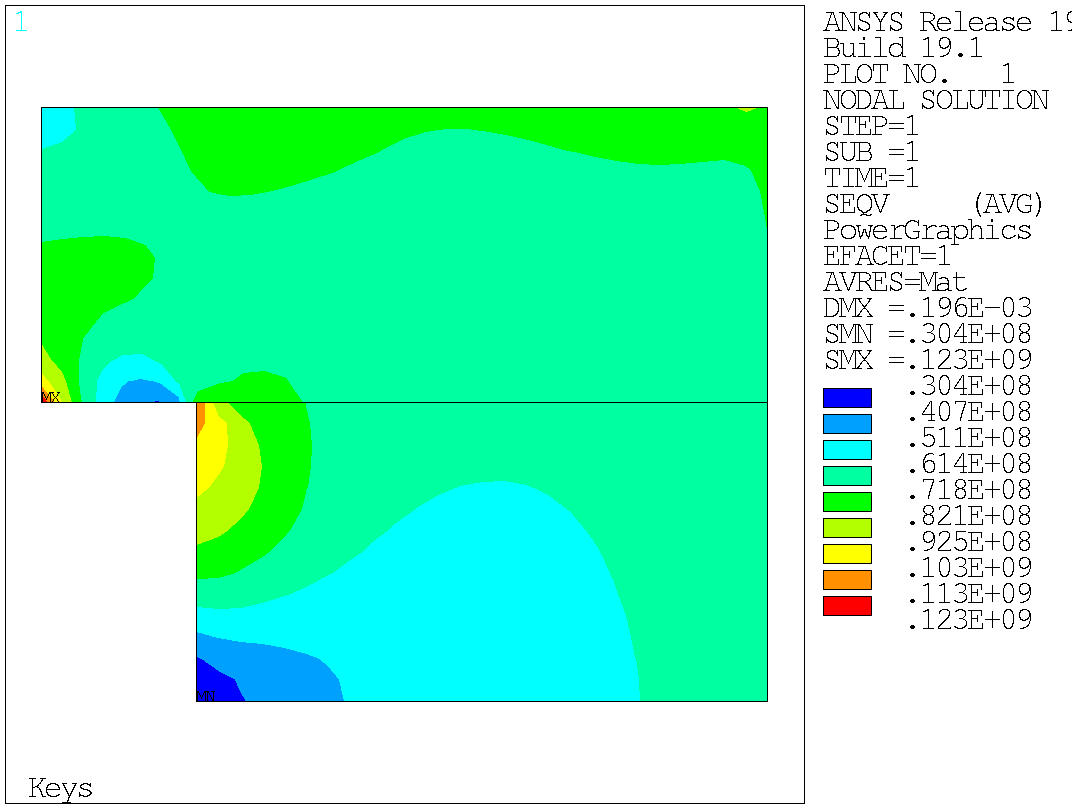 1
ANSYS Release 19
Build 19.1
PLOT NO. 1
NODAL SOLUTION
STEP=1
SUB =1
TIME=1
SEQV (AVG)
PowerGraphics
EFACET=1
AVRES=Mat
DMX =.196E-03
SMN =.304E+08
SMX =.123E+09
.304E+08
.407E+08
.511E+08
.614E+08
.718E+08
.821E+08
.925E+08
.103E+09
.113E+09
.123E+09
MX
MN
Keys